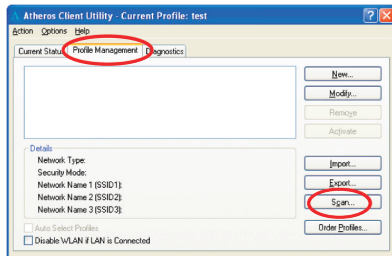 Atheros Client Utility - Current Profile: test
Action Options Help
Current Status Profile Management Diagnostics
New...
Modify...
Remove
Activate
Details
Network Type:
Security Mode:
Network Name 1 (SSID1):
Network Name 2 (SSID2):
Network Name 3 (SSID3):
Import...
Export...
Scan...
Auto Select Profiles
Order Profiles...
Disable WLAN if LAN is Connected